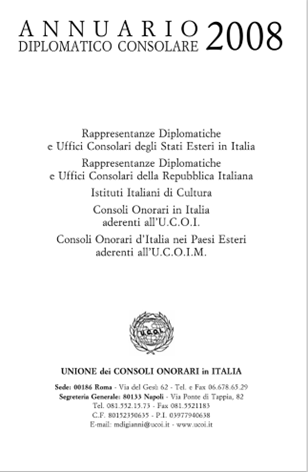 ANNUARIO
DIPLOMATICO CONSOLARE 2008
Rappresentanze Diplomatiche
e Uffici Consolari degli Stati Esteri in Italia
Rappresentanze Diplomatiche
e Uffici Consolari della Repubblica Italiana
Istituti Italiani di Cultura
Consoli Onorari in Italia
aderenti all'U.C.O.I.
Consoli Onorari d'Italia nei Paesi Esteri
aderenti all'U.C.O.I.M.
U.C.O.I.
UNIONE dei CONSOLI ONORARI in ITALIA
Sede: 00186 Roma - Via del Gesù 62 - Tel. e Fax 06.678.65.29
Segreteria Generale: 80133 Napoli - Via Ponte di Tappia, 82
Tel. 081.552.15.73 - Fax 081.5521183
C.F. 80152350635 - P.I. 03977940638
E-mail: mdigianni@ucoi.it - www.ucoi.it